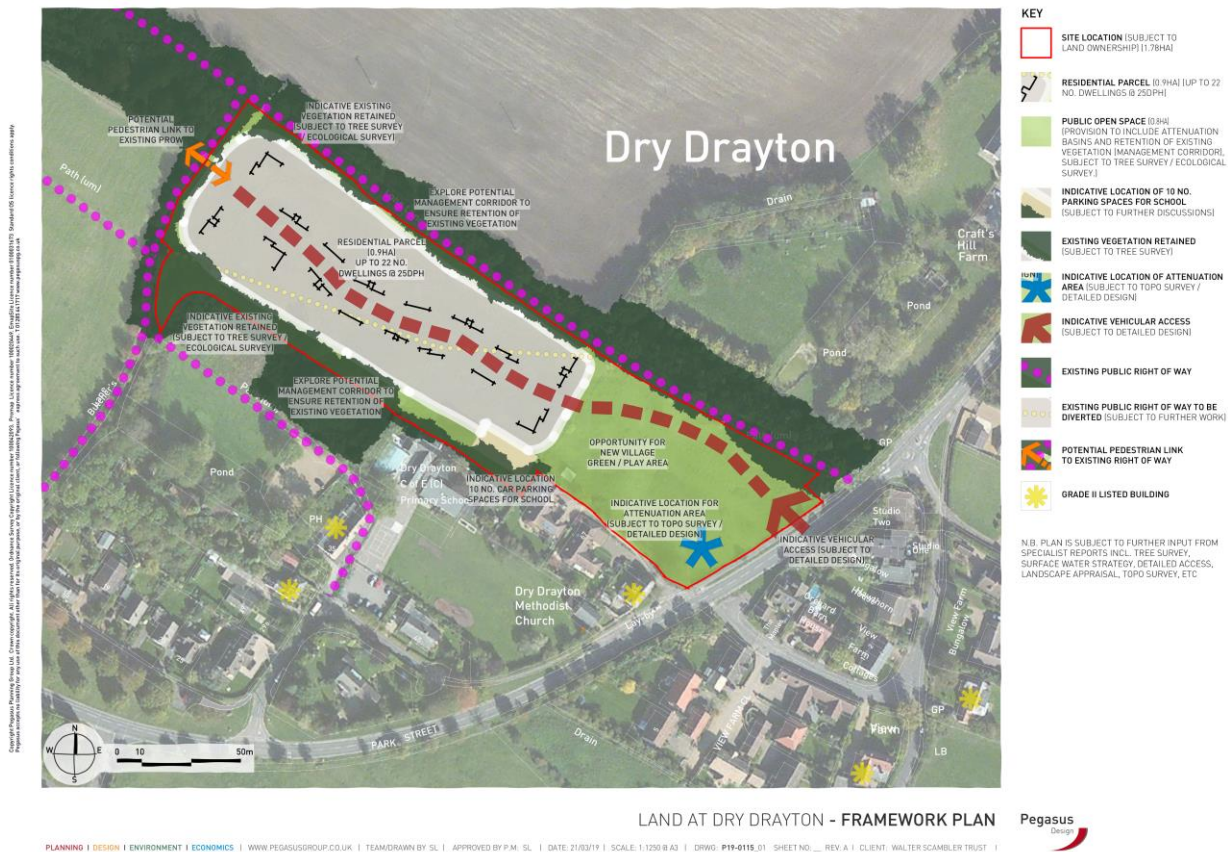 Dry Drayton
POTENTIAL
PEDESTRIAN LINK TO
EXISTING PROW
INDICATIVE EXISTING
VEGETATION RETAINED
(SUBJECT TO TREE SURVEY
/ ECOLOGICAL SURVEY)
Path (um)
EXPLORE POTENTIAL
MANAGEMENT CORRIDOR TO
ENSURE RETENTION OF
EXISTING VEGETATION
Drain
Craft's
Hill
Farm
RESIDENTIAL PARCEL
(0.9HA)
UP TO 22 NO.
DWELLINGS @ 25DPH
Pond
Pond
INDICATIVE EXISTING
VEGETATION RETAINED
(SUBJECT TO TREE SURVEY /
ECOLOGICAL SURVEY)
EXPLORE POTENTIAL
MANAGEMENT CORRIDOR TO
ENSURE RETENTION OF
EXISTING VEGETATION
OPPORTUNITY FOR
NEW VILLAGE
GREEN / PLAY AREA
GP
Pond
Dry Drayton
C of E (C)
Primary School
INDICATIVE LOCATION
10 NO. CAR PARKING
SPACES FOR SCHOOL
INDICATIVE LOCATION FOR
ATTENUATION AREA
(SUBJECT TO TOPO SURVEY /
DETAILED DESIGN)
Studio
Two
Studio
PH
INDICATIVE VEHICULAR
ACCESS (SUBJECT TO
DETAILED DESIGN)
Dry Drayton
Methodist
Church
Hawthorn
View
Farm
Cottages
View Farm
Bungalow
PARK STREET
Drain
View
Farm
GP
LB
N
W
E
S
0 10 50m
KEY
SITE LOCATION (SUBJECT TO
LAND OWNERSHIP) (1.78HA)
RESIDENTIAL PARCEL (0.9HA) (UP TO 22
NO. DWELLINGS @ 25DPH)
PUBLIC OPEN SPACE (0.8HA)
(PROVISION TO INCLUDE ATTENUATION
BASINS AND RETENTION OF EXISTING
VEGETATION (MANAGEMENT CORRIDOR),
SUBJECT TO TREE SURVEY / ECOLOGICAL
SURVEY.)
INDICATIVE LOCATION OF 10 NO.
PARKING SPACES FOR SCHOOL
(SUBJECT TO FURTHER DISCUSSIONS)
EXISTING VEGETATION RETAINED
(SUBJECT TO TREE SURVEY)
INDICATIVE LOCATION OF ATTENUATION
AREA (SUBJECT TO TOPO SURVEY /
DETAILED DESIGN)
INDICATIVE VEHICULAR ACCESS
(SUBJECT TO DETAILED DESIGN)
EXISTING PUBLIC RIGHT OF WAY
EXISTING PUBLIC RIGHT OF WAY TO BE
DIVERTED (SUBJECT TO FURTHER WORK)
POTENTIAL PEDESTRIAN LINK
TO EXISTING RIGHT OF WAY
GRADE II LISTED BUILDING
N.B. PLAN IS SUBJECT TO FURTHER INPUT FROM
SPECIALIST REPORTS INCL. TREE SURVEY,
SURFACE WATER STRATEGY, DETAILED ACCESS,
LANDSCAPE APPRAISAL, TOPO SURVEY, ETC
LAND AT DRY DRAYTON - FRAMEWORK PLAN
Pegasus
Design
PLANNING | DESIGN | ENVIRONMENT | ECONOMICS | WWW.PEGASUSGROUP.CO.UK | TEAM/DRAWN BY SL | APPROVED BY P.M: SL | DATE: 21/03/19 | SCALE: 1:1250 @ A3 | DRWG: P19-0115_01 SHEET NO: __ REV: A | CLIENT: WALTER SCAMBLER TRUST |